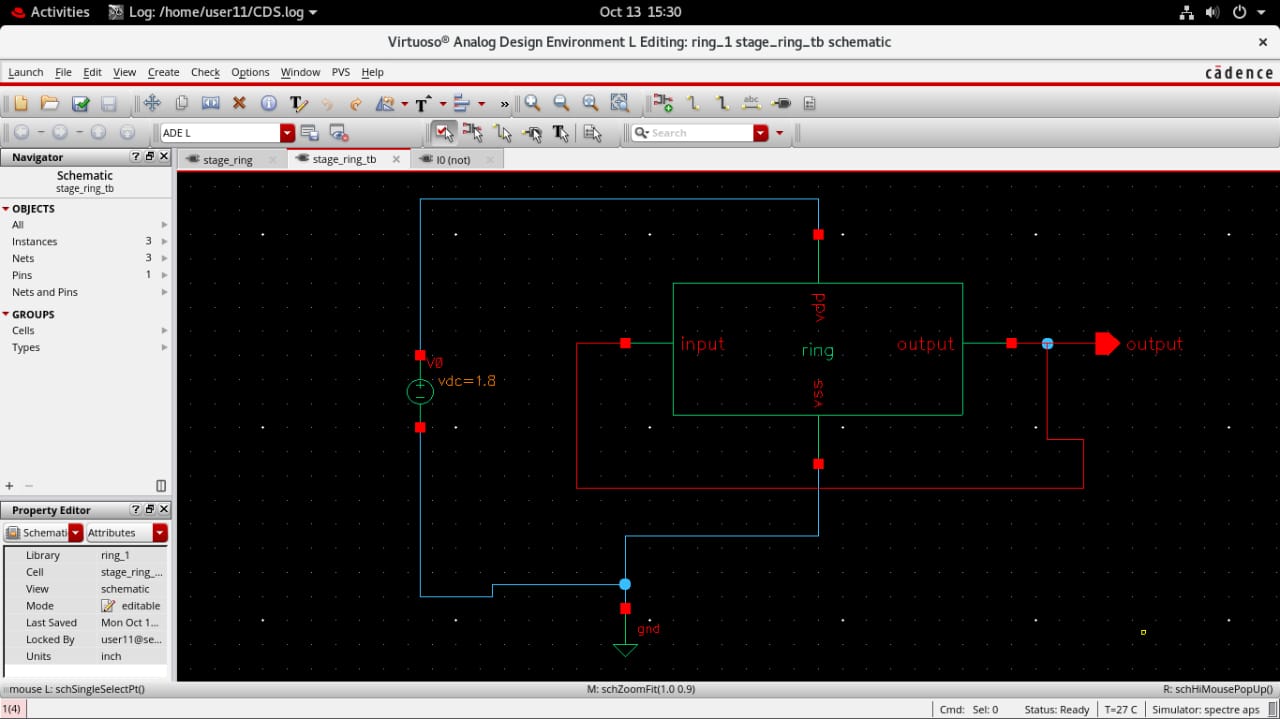 Activities Log: /home/user11/CDS.log Oct 13 15:30
Virtuoso® Analog Design Environment L Editing: ring_1 stage_ring_tb schematic
Launch File Edit View Create Check Options Window PVS Help cādence
T T » abc
ADE L T Search
Navigator stage_ring stage_ring_tb I0 (not)
Schematic
stage_ring_tb
OBJECTS
All
Instances 3
Nets 3
Pins 1
Nets and Pins
GROUPS
Cells
Types
vdd
input ring output output
vss
V0
vdc=1.8
gnd
Property Editor
Schemati Attributes
Library ring_1
Cell stage_ring_...
View schematic
Mode editable
Last Saved Mon Oct 1...
Locked By user11@se...
Units inch
mouse L: schSingleSelectPt() M: schZoomFit(1.0 0.9) R: schHiMousePopUp()
1(4) Cmd: Sel: 0 Status: Ready T=27 C Simulator: spectre aps